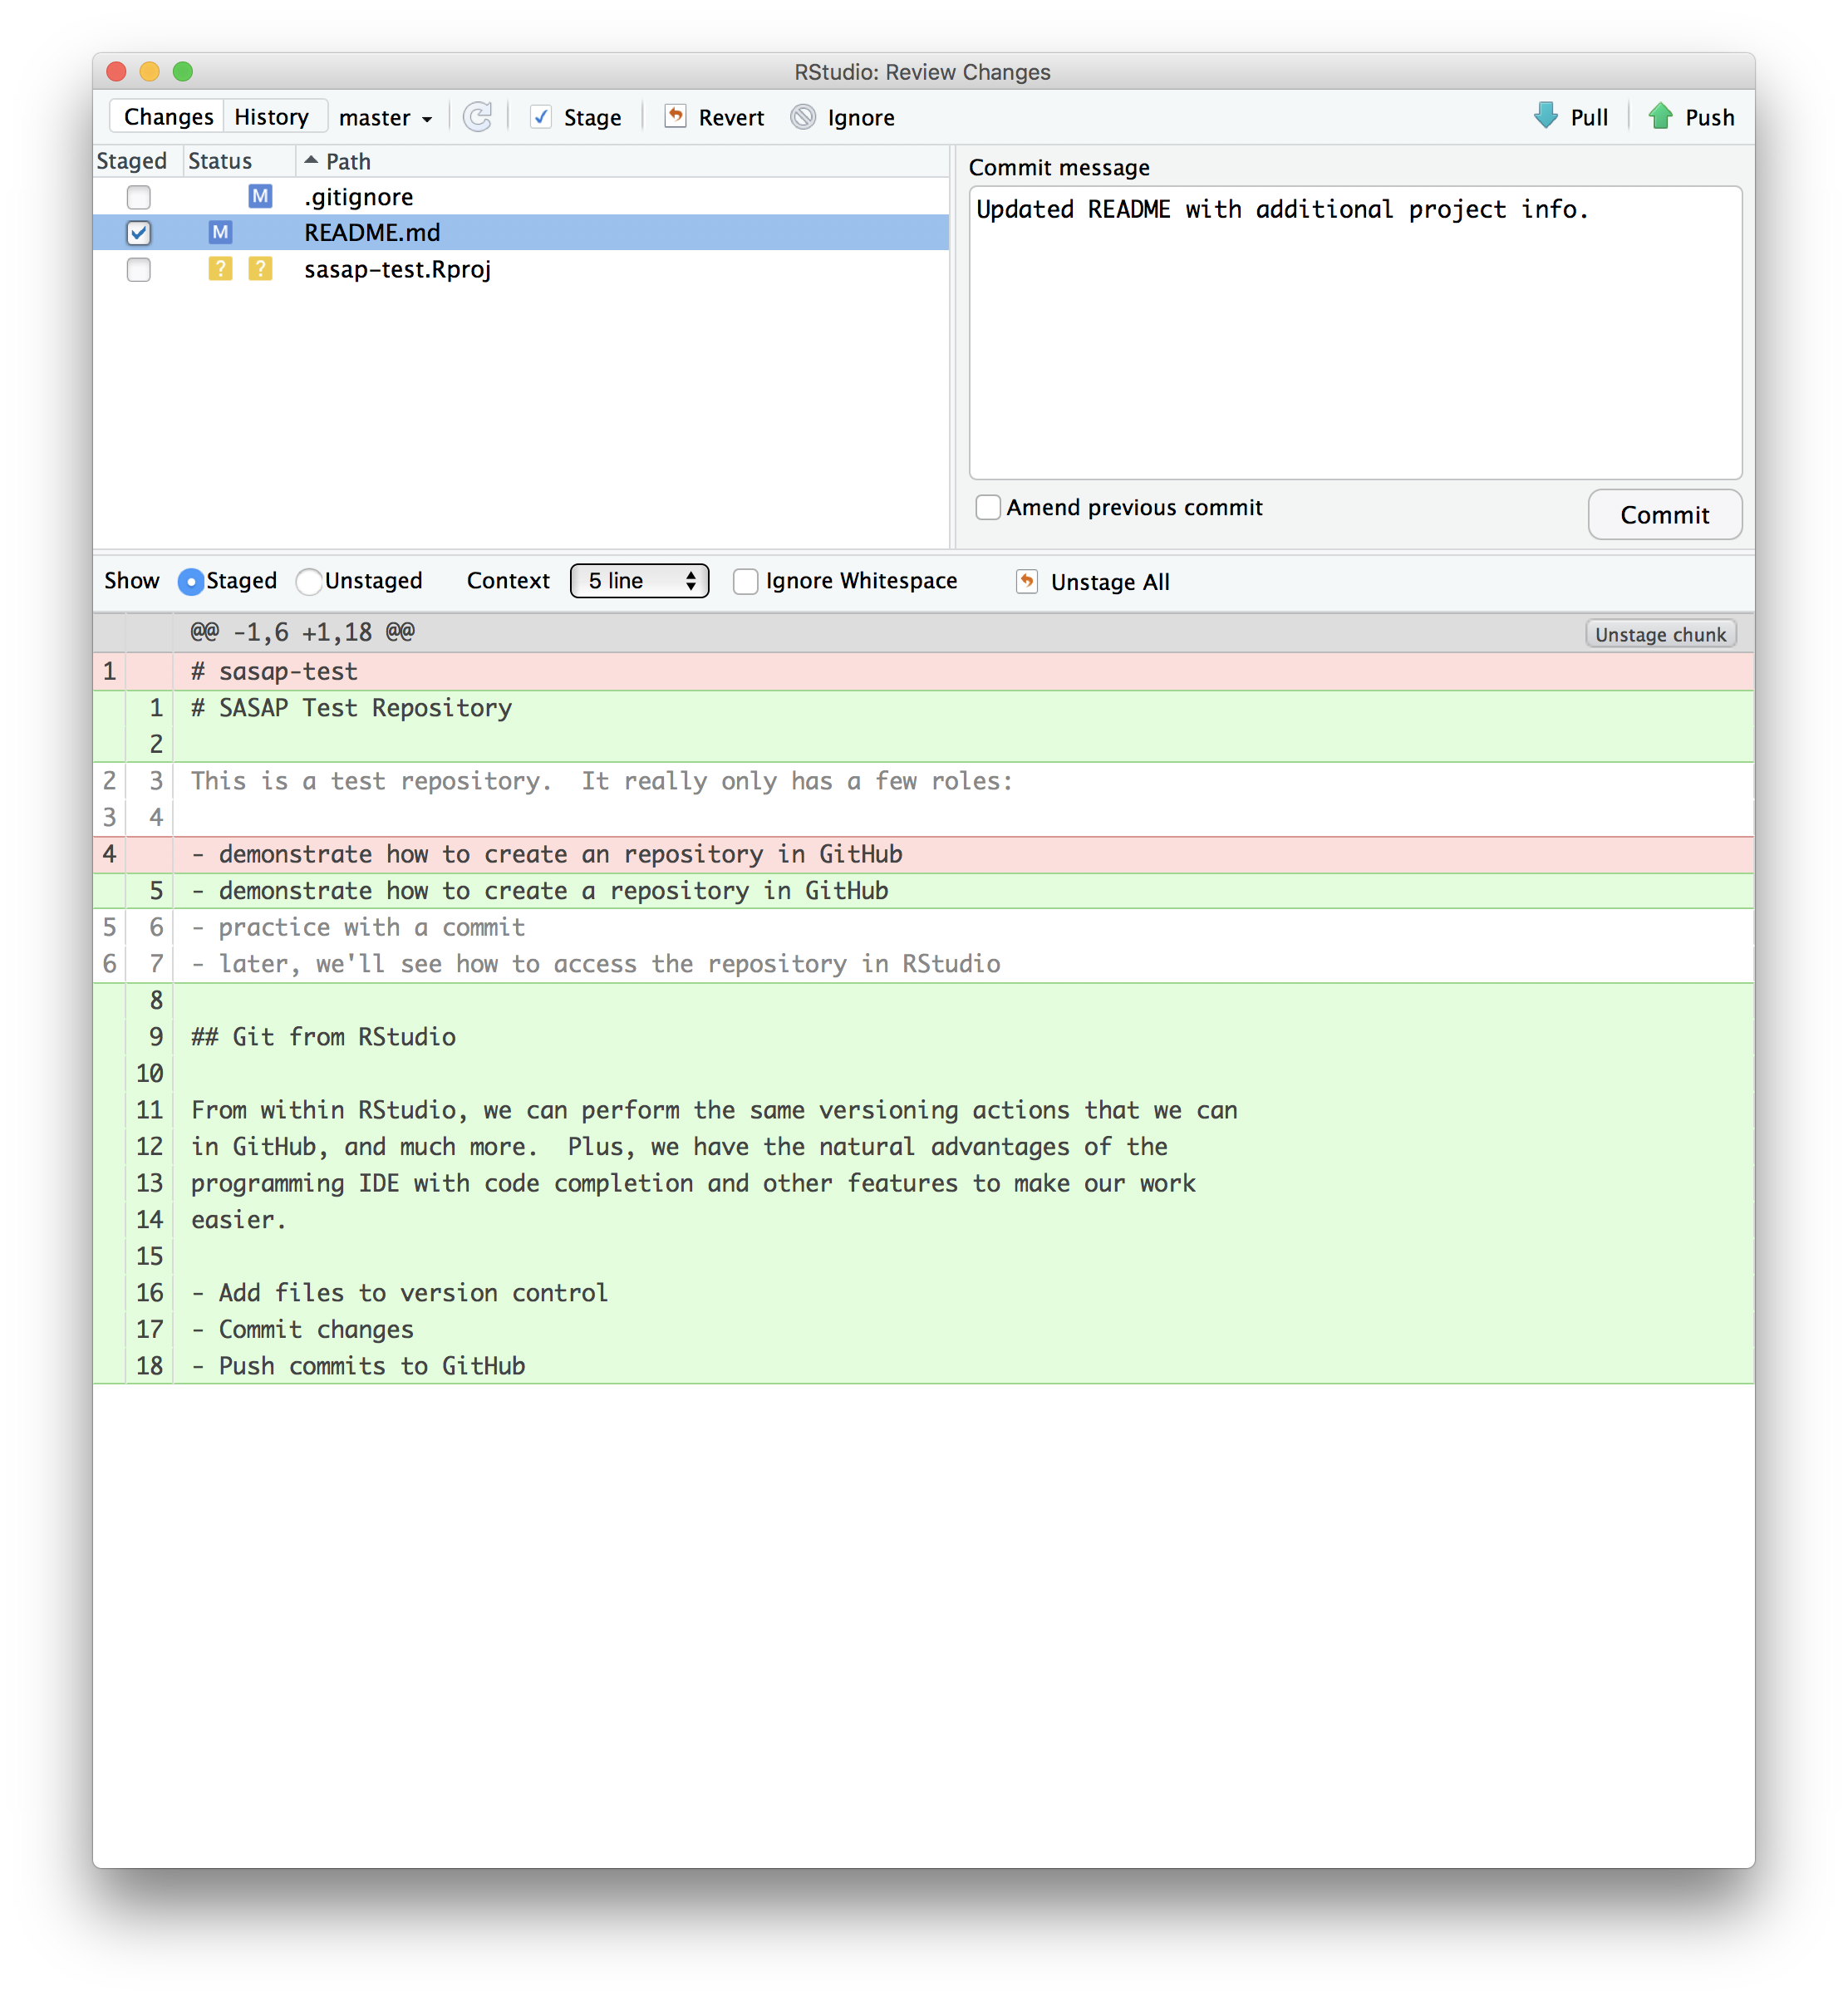 RStudio: Review Changes
Changes History master Stage Revert Ignore Pull Push
Staged Status Path
M .gitignore
M README.md
? ? sasap-test.Rproj
Commit message
Updated README with additional project info.
Amend previous commit
Commit
Show Staged Unstaged Context 5 line Ignore Whitespace Unstage All
@@ -1,6 +1,18 @@ Unstage chunk
1 # sasap-test
1 # SASAP Test Repository
2
2 3 This is a test repository.  It really only has a few roles:
3 4
4 - demonstrate how to create an repository in GitHub
5 - demonstrate how to create a repository in GitHub
5 6 - practice with a commit
6 7 - later, we'll see how to access the repository in RStudio
8
9 ## Git from RStudio
10
11 From within RStudio, we can perform the same versioning actions that we can
12 in GitHub, and much more.  Plus, we have the natural advantages of the
13 programming IDE with code completion and other features to make our work
14 easier.
15
16 - Add files to version control
17 - Commit changes
18 - Push commits to GitHub